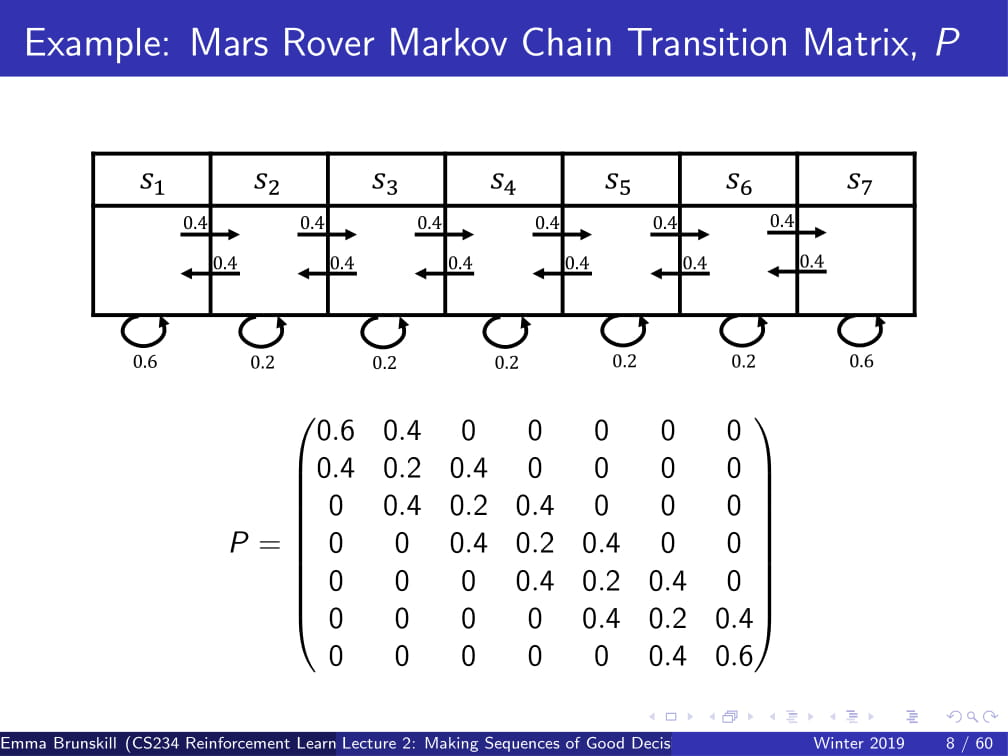 Example: Mars Rover Markov Chain Transition Matrix, P
s1 s2 s3 s4 s5 s6 s7
0.4 0.4 0.4 0.4 0.4 0.4
0.4 0.4 0.4 0.4 0.4 0.4
0.6 0.2 0.2 0.2 0.2 0.2 0.6
0.6 0.4 0 0 0 0 0
0.4 0.2 0.4 0 0 0 0
0 0.4 0.2 0.4 0 0 0
P = 0 0 0.4 0.2 0.4 0 0
0 0 0 0.4 0.2 0.4 0
0 0 0 0 0.4 0.2 0.4
0 0 0 0 0 0.4 0.6
Emma Brunskill (CS234 Reinforcement Learn Lecture 2: Making Sequences of Good Decis Winter 2019 8 / 60